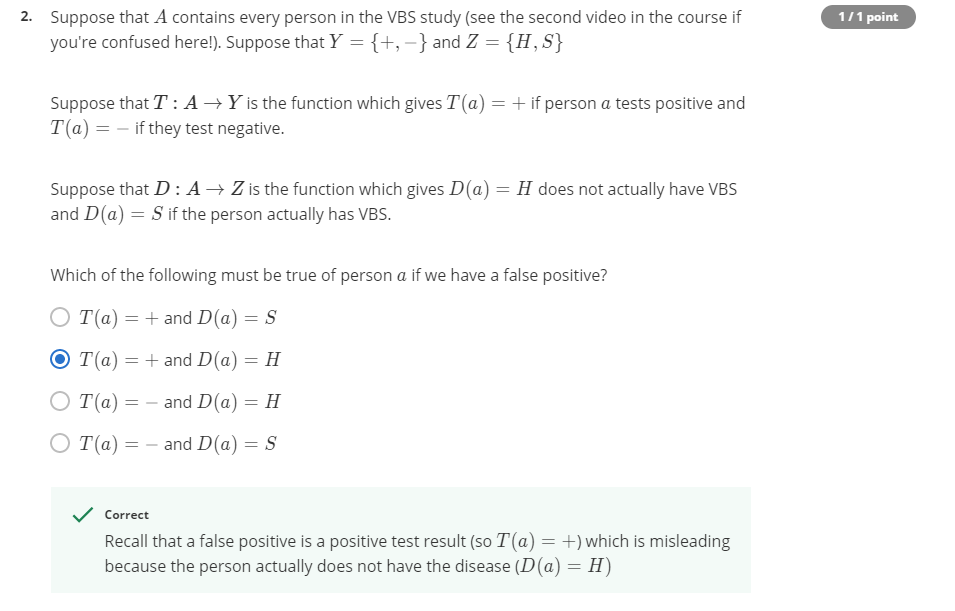 2. Suppose that A contains every person in the VBS study (see the second video in the course if
1 / 1 point
you're confused here!). Suppose that Y = {+, −} and Z = {H, S}
Suppose that T : A → Y is the function which gives T(a) = + if person a tests positive and
T(a) = − if they test negative.
Suppose that D : A → Z is the function which gives D(a) = H does not actually have VBS
and D(a) = S if the person actually has VBS.
Which of the following must be true of person a if we have a false positive?
T(a) = + and D(a) = S
T(a) = + and D(a) = H
T(a) = − and D(a) = H
T(a) = − and D(a) = S
Correct
Recall that a false positive is a positive test result (so T(a) = +) which is misleading
because the person actually does not have the disease (D(a) = H)